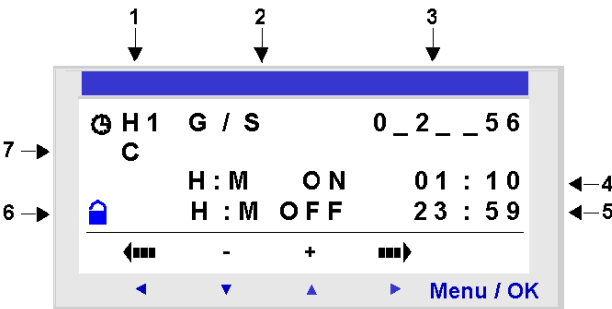 1 2 3
H1 G / S 0_2__56
7 C
H:M ON 01 : 10 4
6 H :M OFF 23 : 59 5
- +
Menu / OK